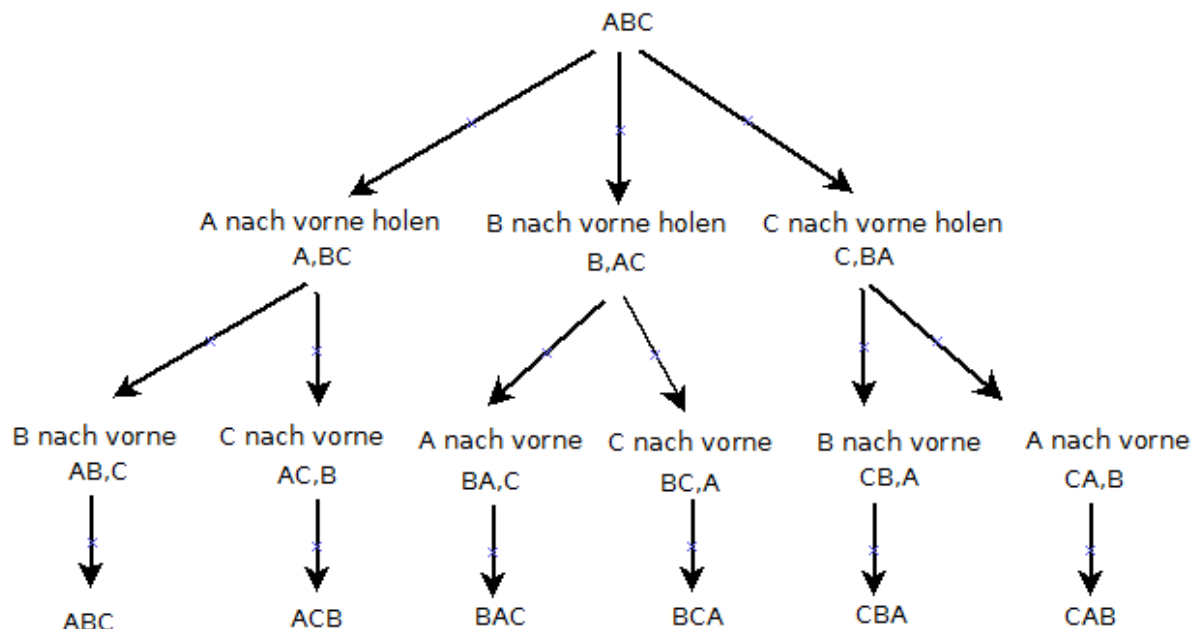 ABC
A nach vorne holen
A,BC
B nach vorne holen
B,AC
C nach vorne holen
C,BA
B nach vorne
AB,C
C nach vorne
AC,B
A nach vorne
BA,C
C nach vorne
BC,A
B nach vorne
CB,A
A nach vorne
CA,B
ABC
ACB
BAC
BCA
CBA
CAB